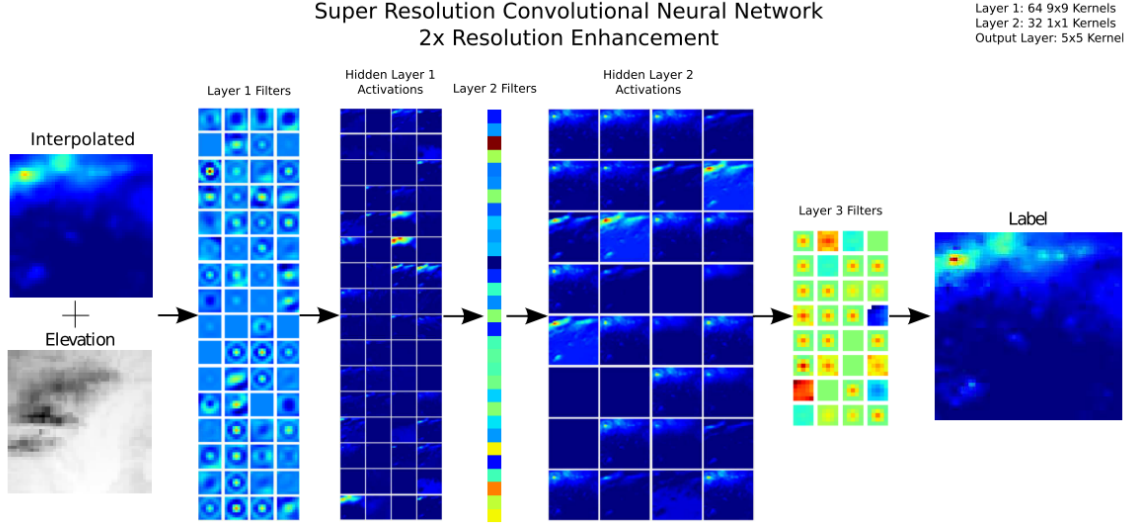 Super Resolution Convolutional Neural Network
2x Resolution Enhancement
Layer 1: 64 9x9 Kernels
Layer 2: 32 1x1 Kernels
Output Layer: 5x5 Kernel
Layer 1 Filters
Hidden Layer 1
Activations
Layer 2 Filters
Hidden Layer 2
Activations
Interpolated
Elevation
Layer 3 Filters
Label